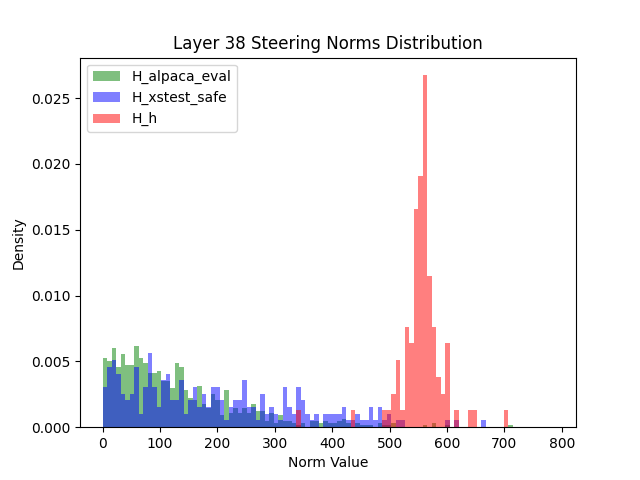 Layer 38 Steering Norms Distribution
H_alpaca_eval
H_xstest_safe
H_h
0.025
0.020
0.015
0.010
0.005
0.000
Density
0 100 200 300 400 500 600 700 800
Norm Value